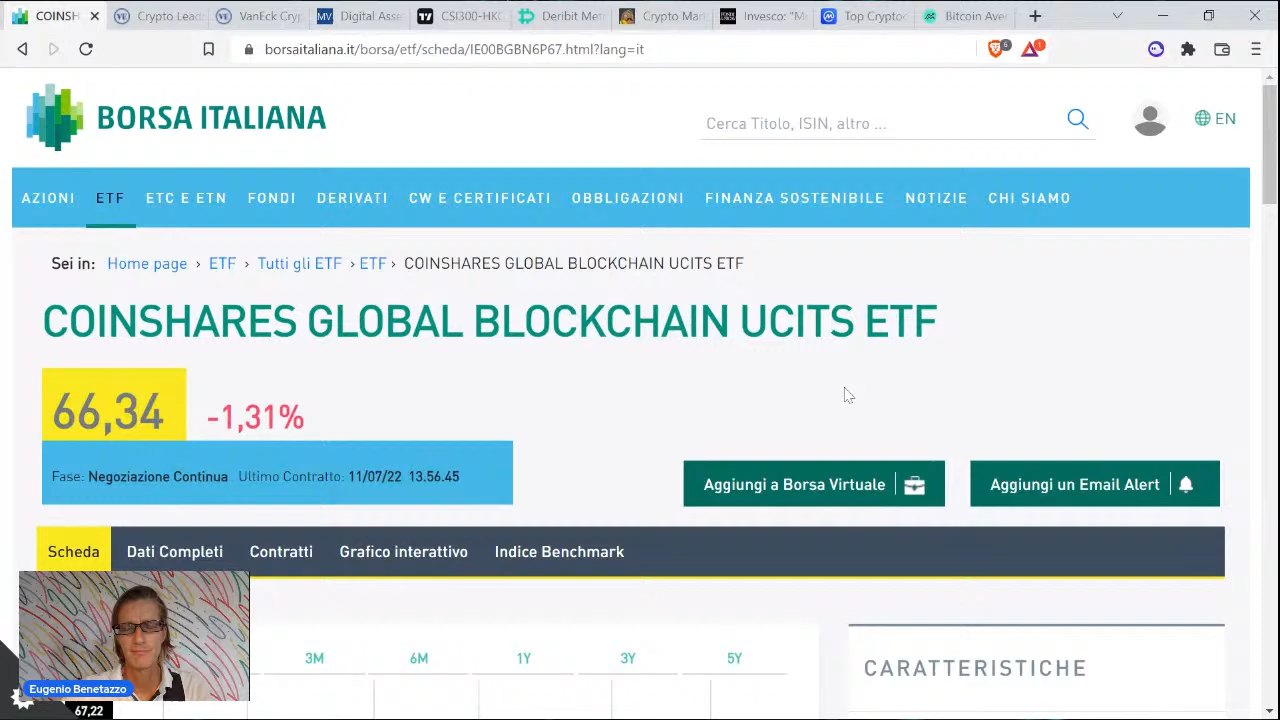 COINSH
Crypto Lead
VanEck Cryp
Digital Asse
CSI300-HKC
Deribit Met
Crypto Mar
Invesco: "M
Top Cryptoc
Bitcoin Ave
borsaitaliana.it/borsa/etf/scheda/IE00BGBN6P67.html?lang=it
6
1
BORSA ITALIANA
Cerca Titolo, ISIN, altro ...
EN
AZIONI ETF ETC E ETN FONDI DERIVATI CW E CERTIFICATI OBBLIGAZIONI FINANZA SOSTENIBILE NOTIZIE CHI SIAMO
Sei in: Home page › ETF › Tutti gli ETF › ETF › COINSHARES GLOBAL BLOCKCHAIN UCITS ETF
COINSHARES GLOBAL BLOCKCHAIN UCITS ETF
66,34 -1,31%
Fase: Negoziazione Continua Ultimo Contratto: 11/07/22 13.56.45
Aggiungi a Borsa Virtuale
Aggiungi un Email Alert
Scheda Dati Completi Contratti Grafico interattivo Indice Benchmark
3M 6M 1Y 3Y 5Y
CARATTERISTICHE
Eugenio Benetazzo
67,22